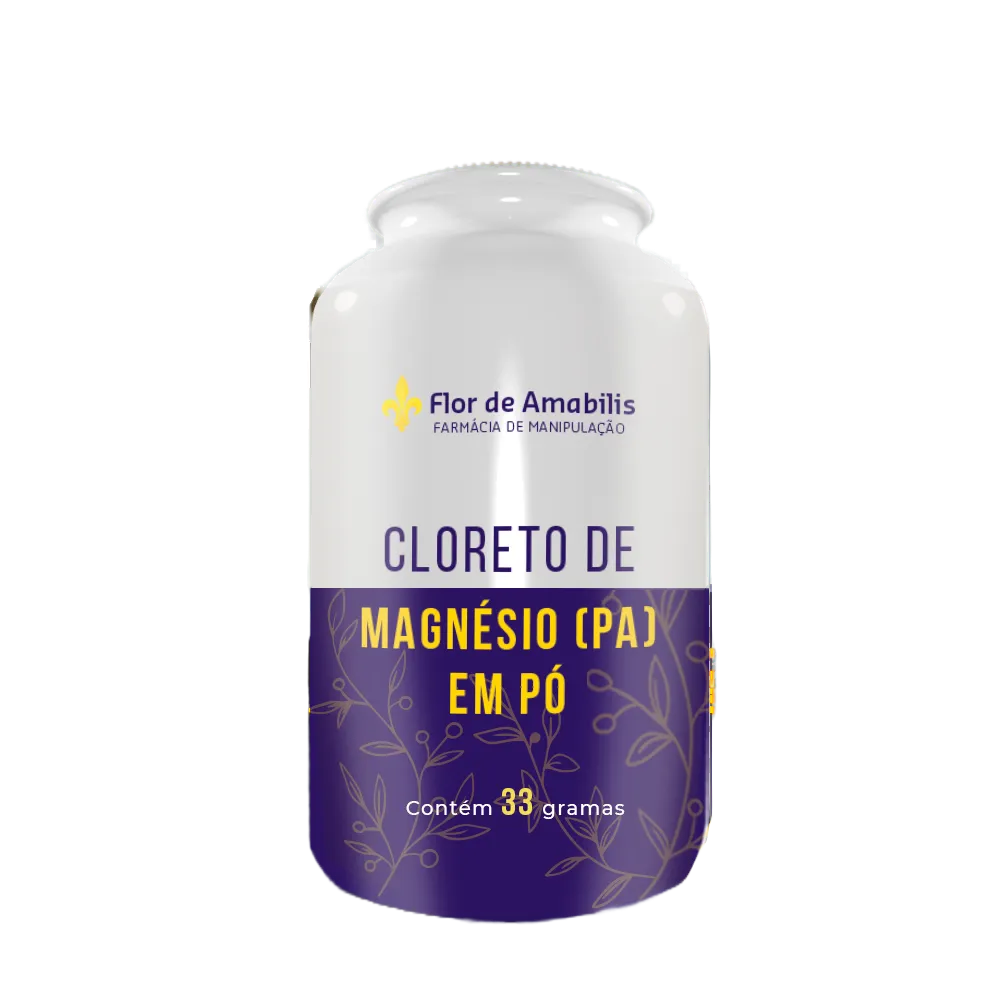 Flor de Amabilis
FARMÁCIA DE MANIPULAÇÃO
CLORETO DE
MAGNÉSIO (PA)
EM PÓ
Contém 33 gramas